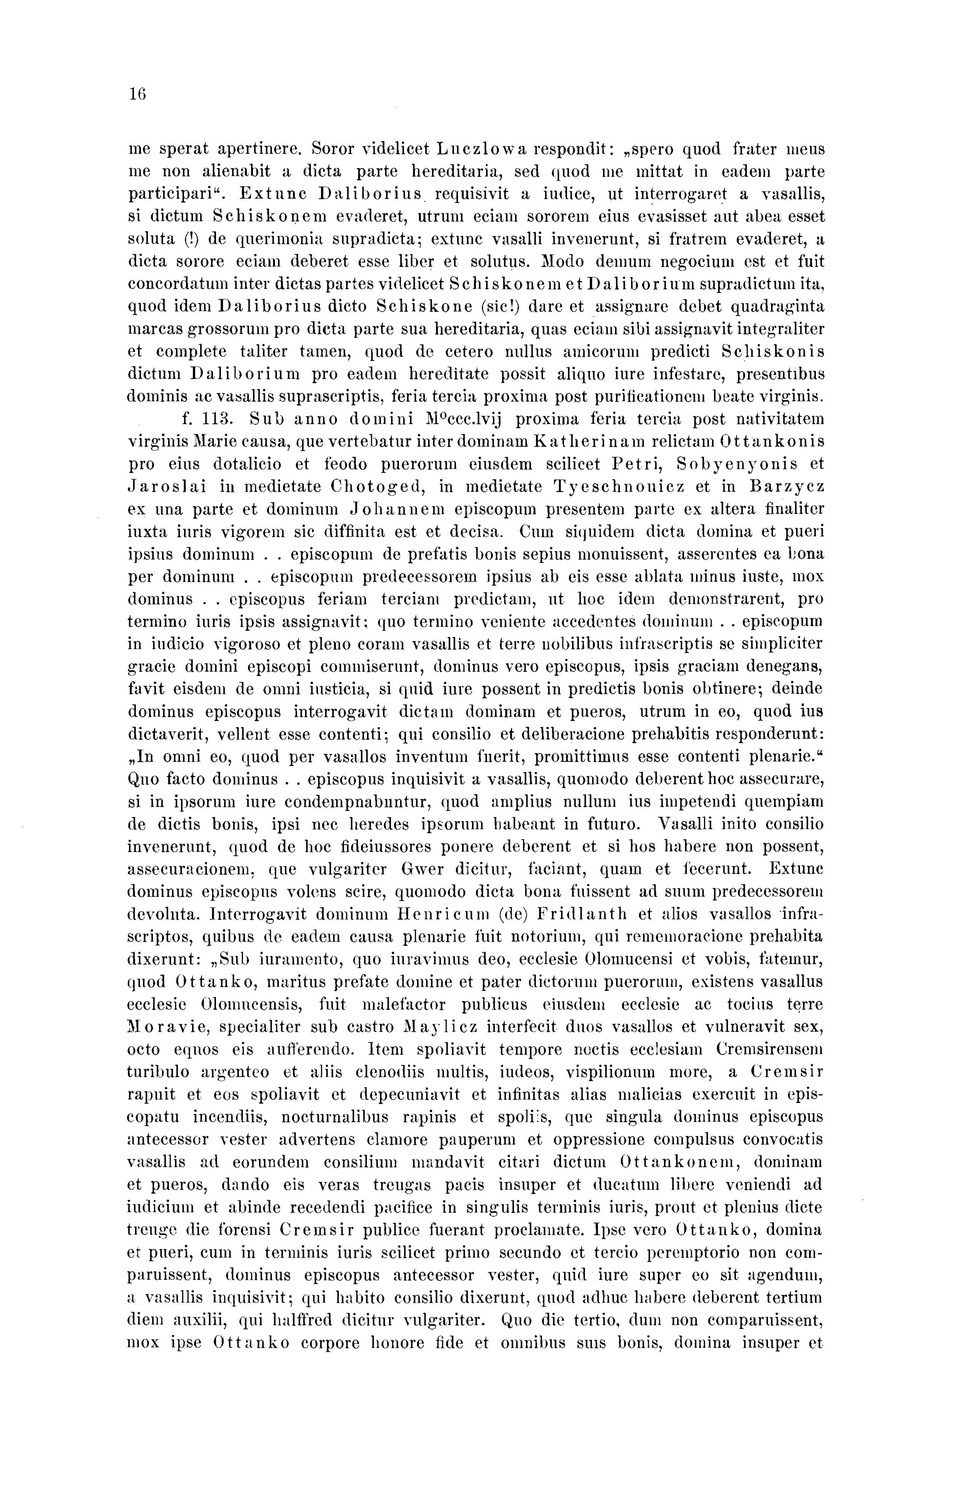 16
me sperat apertinere. Soror videlicet Luczlowa respondit: „spero quod frater meus
me non alienabit a dicta parte hereditaria, sed quod me mittat in eadem parte
participari“. Extunc Daliborius requisivit a iudice, ut interrogaret a vasallis,
si dictum Schiskonem evaderet, utrum eciam sororem eius evasisset aut abea esset
soluta (!) de querimonia supradicta; extunc vasalli invenerunt, si fratrem evaderet, a
dicta sorore eciam deberet esse liber et solutus. Modo demum negocium est et fuit
concordatum inter dictas partes videlicet Schiskonem et Daliborium supradictum ita,
quod idem Daliborius dicto Schiskone (sic!) dare et assignare debet quadraginta
marcas grossorum pro dicta parte sua hereditaria, quas eciam sibi assignavit integraliter
et complete taliter tamen, quod de cetero nullus amicorum predicti Schiskonis
dictum Daliborium pro eadem hereditate possit aliquo iure infestare, presentibus
dominis ac vasallis suprascriptis, feria tercia proxima post purificationem beate virginis.
f. 113. Sub anno domini M°ccc.lvij proxima feria tercia post nativitatem
virginis Marie causa, que vertebatur inter dominam Katherinam relictam Ottankonis
pro eius dotalicio et feodo puerorum eiusdem scilicet Petri, Sobyenyonis et
Jaroslai in medietate Chotoged, in medietate Tyeschnouicz et in Barzycz
ex una parte et dominum Johannem episcopum presentem parte ex altera finaliter
iuxta iuris vigorem sic diffinita est et decisa. Cum siquidem dicta domina et pueri
ipsius dominum . . episcopum de prefatis bonis sepius monuissent, asserentes ea bona
per dominum . . episcopum predecessorem ipsius ab eis esse ablata minus iuste, mox
dominus . . episcopus feriam terciam predictam, ut hoc idem demonstrarent, pro
termino iuris ipsis assignavit; quo termino veniente accedentes dominum . . episcopum
in iudicio vigoroso et pleno coram vasallis et terre nobilibus infrascriptis se simpliciter
gracie domini episcopi commiserunt, dominus vero episcopus, ipsis graciam denegans,
favit eisdem de omni iusticia, si quid iure possent in predictis bonis obtinere; deinde
dominus episcopus interrogavit dictam dominam et pueros, utrum in eo, quod ius
dictaverit, vellent esse contenti; qui consilio et deliberacione prehabitis responderunt:
„In omni eo, quod per vasallos inventum fuerit, promittimus esse contenti plenarie.“
Quo facto dominus . . episcopus inquisivit a vasallis, quomodo deberent hoc assecurare,
si in ipsorum iure condempnabuntur, quod amplius nullum ius impetendi quempiam
de dictis bonis, ipsi nec heredes ipsorum habeant in futuro. Vasalli inito consilio
invenerunt, quod de hoc fideiussores ponere deberent et si hos habere non possent,
assecuracionem, que vulgariter Gwer dicitur, faciant, quam et fecerunt. Extunc
dominus episcopus volens scire, quomodo dicta bona fuissent ad suum predecessorem
devoluta. Interrogavit dominum Henricum (de) Fridlanth et alios vasallos infra-
scriptos, quibus de eadem causa plenarie fuit notorium, qui rememoracione prehabita
dixerunt: „Sub iuramento, quo iuravimus deo, ecclesie Olomucensi et vobis, fatemur,
quod Ottanko, maritus prefate domine et pater dictorum puerorum, existens vasallus
ecclesie Olomucensis, fuit malefactor publicus eiusdem ecclesie ac tocius terre
Moravie, specialiter sub castro Maylicz interfecit duos vasallos et vulneravit sex,
octo equos eis aufferendo. Item spoliavit tempore noctis ecclesiam Cremsirensem
turibulo argenteo et aliis clenodiis multis, iudeos, vispilionum more, a Cremsir
rapuit et eos spoliavit et depecuniavit et infinitas alias malicias exercuit in epis-
copatu incendiis, nocturnalibus rapinis et spoliis, que singula dominus episcopus
antecessor vester advertens clamore pauperum et oppressione compulsus convocatis
vasallis ad eorundem consilium mandavit citari dictum Ottankonem, dominam
et pueros, dando eis veras treugas pacis insuper et ducatum libere veniendi ad
iudicium et abinde recedendi pacifice in singulis terminis iuris, prout et plenius dicte
treuge die forensi Cremsir publice fuerant proclamate. Ipse vero Ottanko, domina
et pueri, cum in terminis iuris scilicet primo secundo et tercio peremptorio non com-
paruissent, dominus episcopus antecessor vester, quid iure super eo sit agendum,
a vasallis inquisivit; qui habito consilio dixerunt, quod adhuc habere deberent tertium
diem auxilii, qui halffred dicitur vulgariter. Quo die tertio, dum non comparuissent,
mox ipse Ottanko corpore honore fide et omnibus suis bonis, domina insuper et